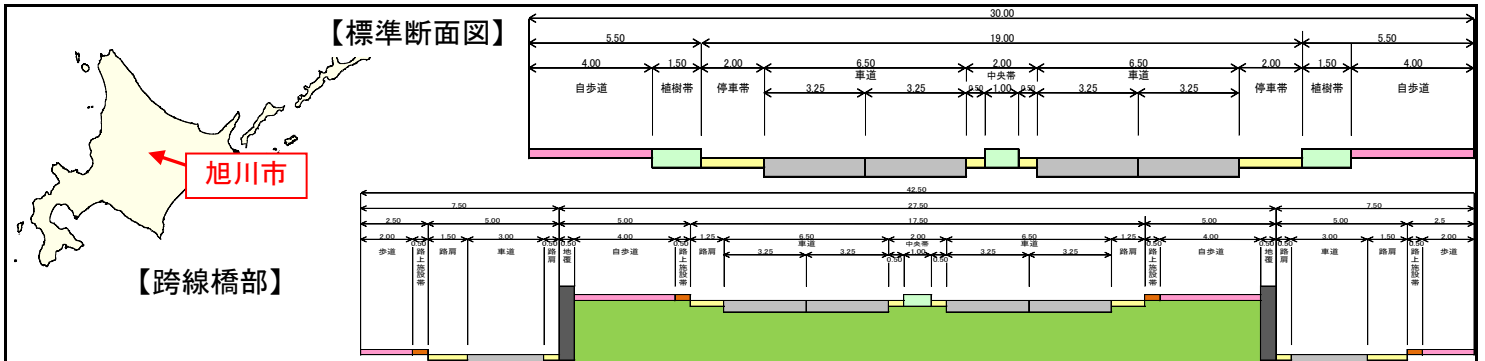 【標準断面図】
旭川市
30.00
5.50 19.00 5.50
4.00 1.50 2.00 6.50 2.00 6.50 2.00 1.50 4.00
自歩道 植樹帯 停車帯 車道 中央帯 車道 停車帯 植樹帯 自歩道
3.25 3.25 0.50 1.00 0.50 3.25 3.25
【跨線橋部】
42.50
7.50 27.50 7.50
2.50 5.00 5.00 17.50 5.00 5.00 2.5
2.00 0.50 1.50 3.00 0.50 0.50 4.00 0.50 1.25 6.50 2.00 6.50 1.25 0.50 4.00 0.50 0.50 3.00 1.50 0.50 2.00
歩道 路上施設帯 路肩 車道 路肩 地覆 自歩道 路上施設帯 路肩 車道 中央帯 車道 路肩 路上施設帯 自歩道 地覆 路肩 車道 路肩 路上施設帯 歩道
3.25 3.25 0.50 1.00 0.50 3.25 3.25